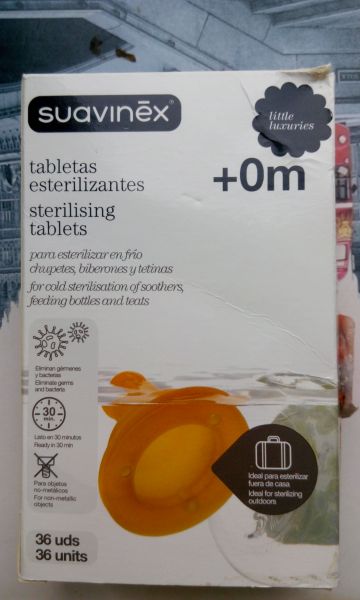 suavinēx®
little
luxuries
tabletas
esterilizantes
+0m
sterilising
tablets
para esterilizar en frío
chupetes, biberones y tetinas
for cold sterilisation of soothers,
feeding bottles and teats
Eliminan gérmenes
y bacterias
Eliminate germs
and bacteria
30
min.
Listo en 30 minutos
Ready in 30 min
Para objetos
no-metálicos
For non-metallic
objects
Ideal para esterilizar
fuera de casa
Ideal for sterilizing
outdoors
36 uds
36 units